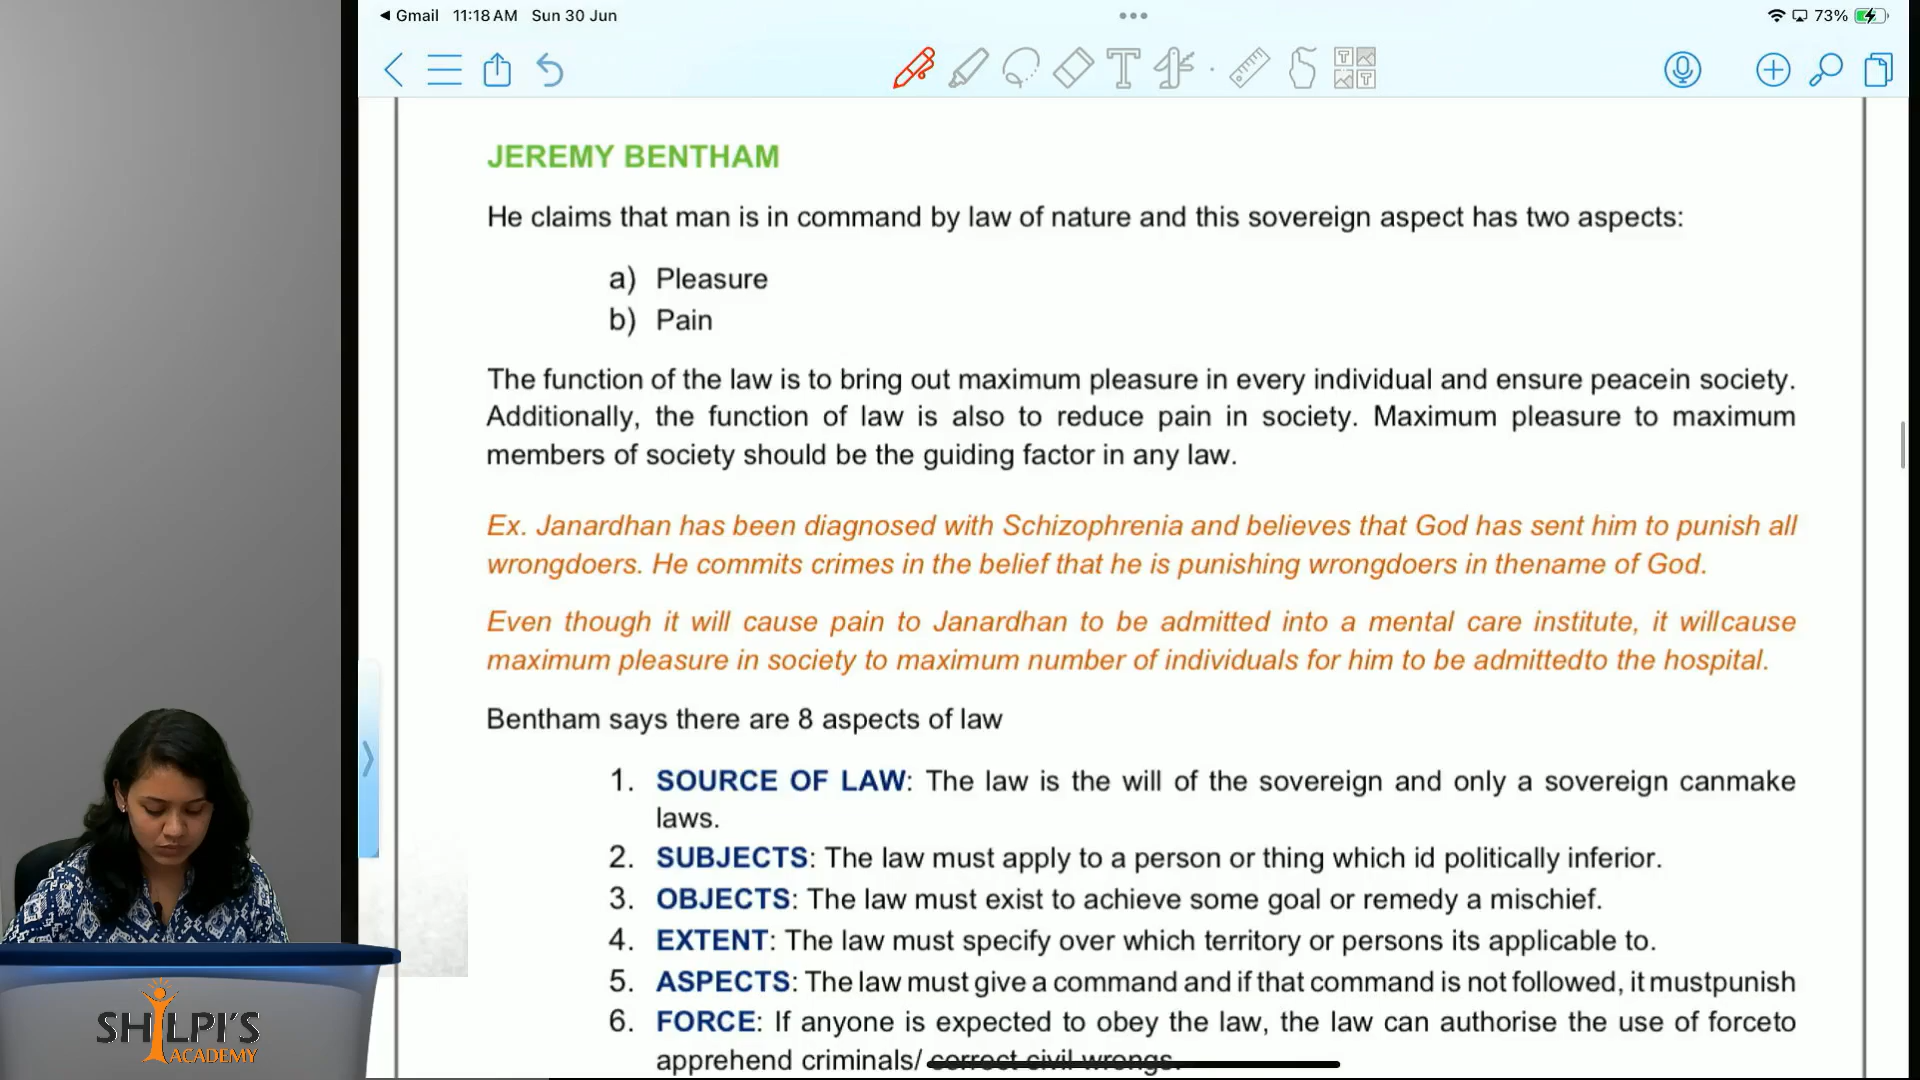 Gmail 11:18 AM Sun 30 Jun
73%
JEREMY BENTHAM
He claims that man is in command by law of nature and this sovereign aspect has two aspects:
a) Pleasure
b) Pain
The function of the law is to bring out maximum pleasure in every individual and ensure peacein society.
Additionally, the function of law is also to reduce pain in society. Maximum pleasure to maximum
members of society should be the guiding factor in any law.
Ex. Janardhan has been diagnosed with Schizophrenia and believes that God has sent him to punish all
wrongdoers. He commits crimes in the belief that he is punishing wrongdoers in thename of God.
Even though it will cause pain to Janardhan to be admitted into a mental care institute, it willcause
maximum pleasure in society to maximum number of individuals for him to be admittedto the hospital.
Bentham says there are 8 aspects of law
1. SOURCE OF LAW: The law is the will of the sovereign and only a sovereign canmake
laws.
2. SUBJECTS: The law must apply to a person or thing which id politically inferior.
3. OBJECTS: The law must exist to achieve some goal or remedy a mischief.
4. EXTENT: The law must specify over which territory or persons its applicable to.
5. ASPECTS: The law must give a command and if that command is not followed, it mustpunish
6. FORCE: If anyone is expected to obey the law, the law can authorise the use of forceto
apprehend criminals/ correct civil wrongs.
SHILPI'S
ACADEMY